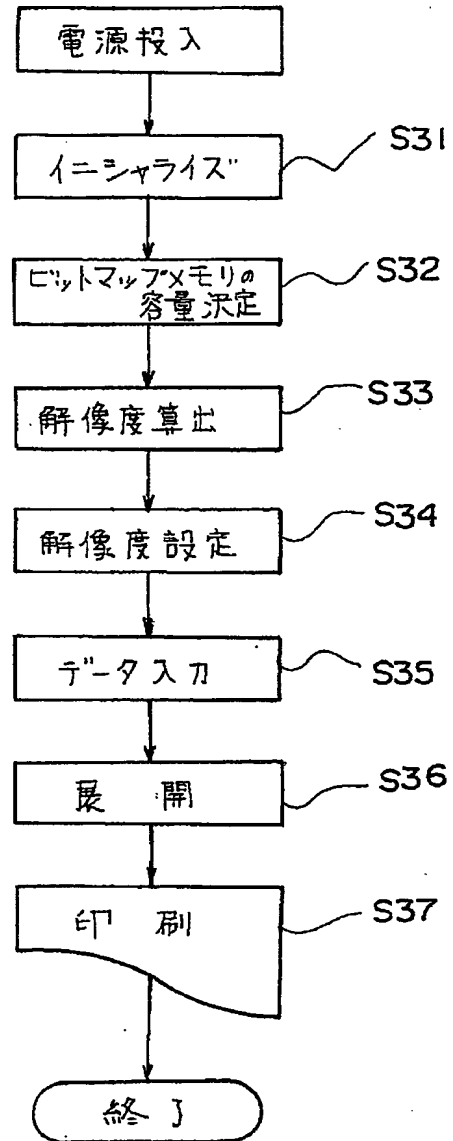 電源投入
イニシャライズ
S31
ビットマップメモリの
容量決定
S32
解像度算出
S33
解像度設定
S34
データ入力
S35
展開
S36
印刷
S37
終了